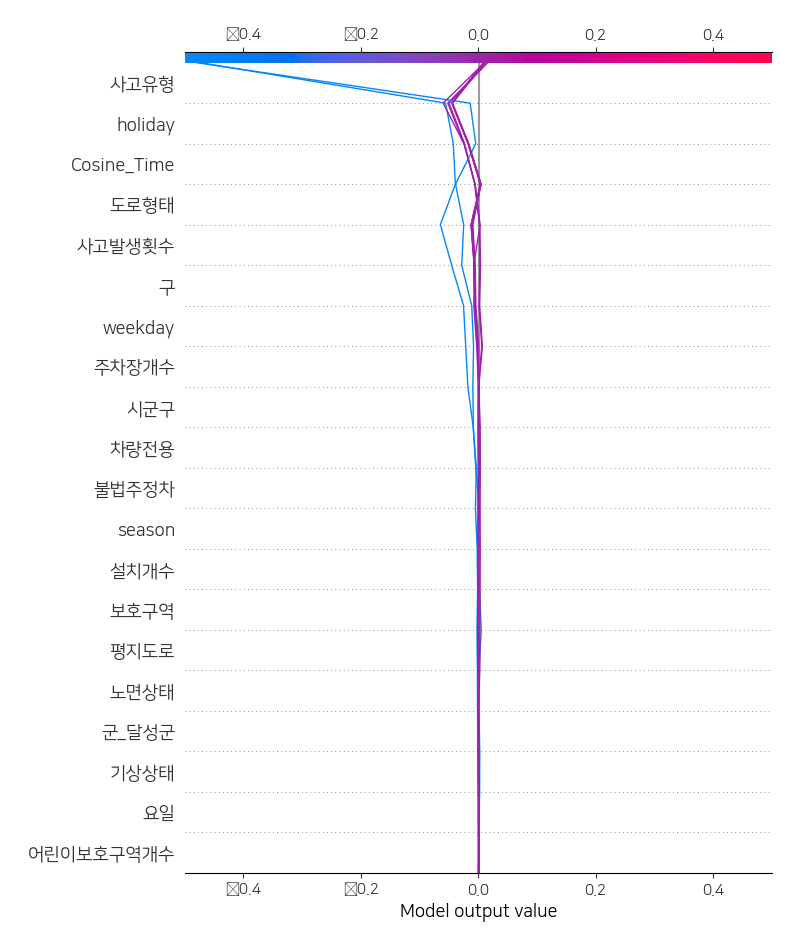 ▯0.4 ▯0.2 0.0 0.2 0.4
사고유형
holiday
Cosine_Time
도로형태
사고발생횟수
구
weekday
주차장개수
시군구
차량전용
불법주정차
season
설치개수
보호구역
평지도로
노면상태
군_달성군
기상상태
요일
어린이보호구역개수
▯0.4 ▯0.2 0.0 0.2 0.4
Model output value